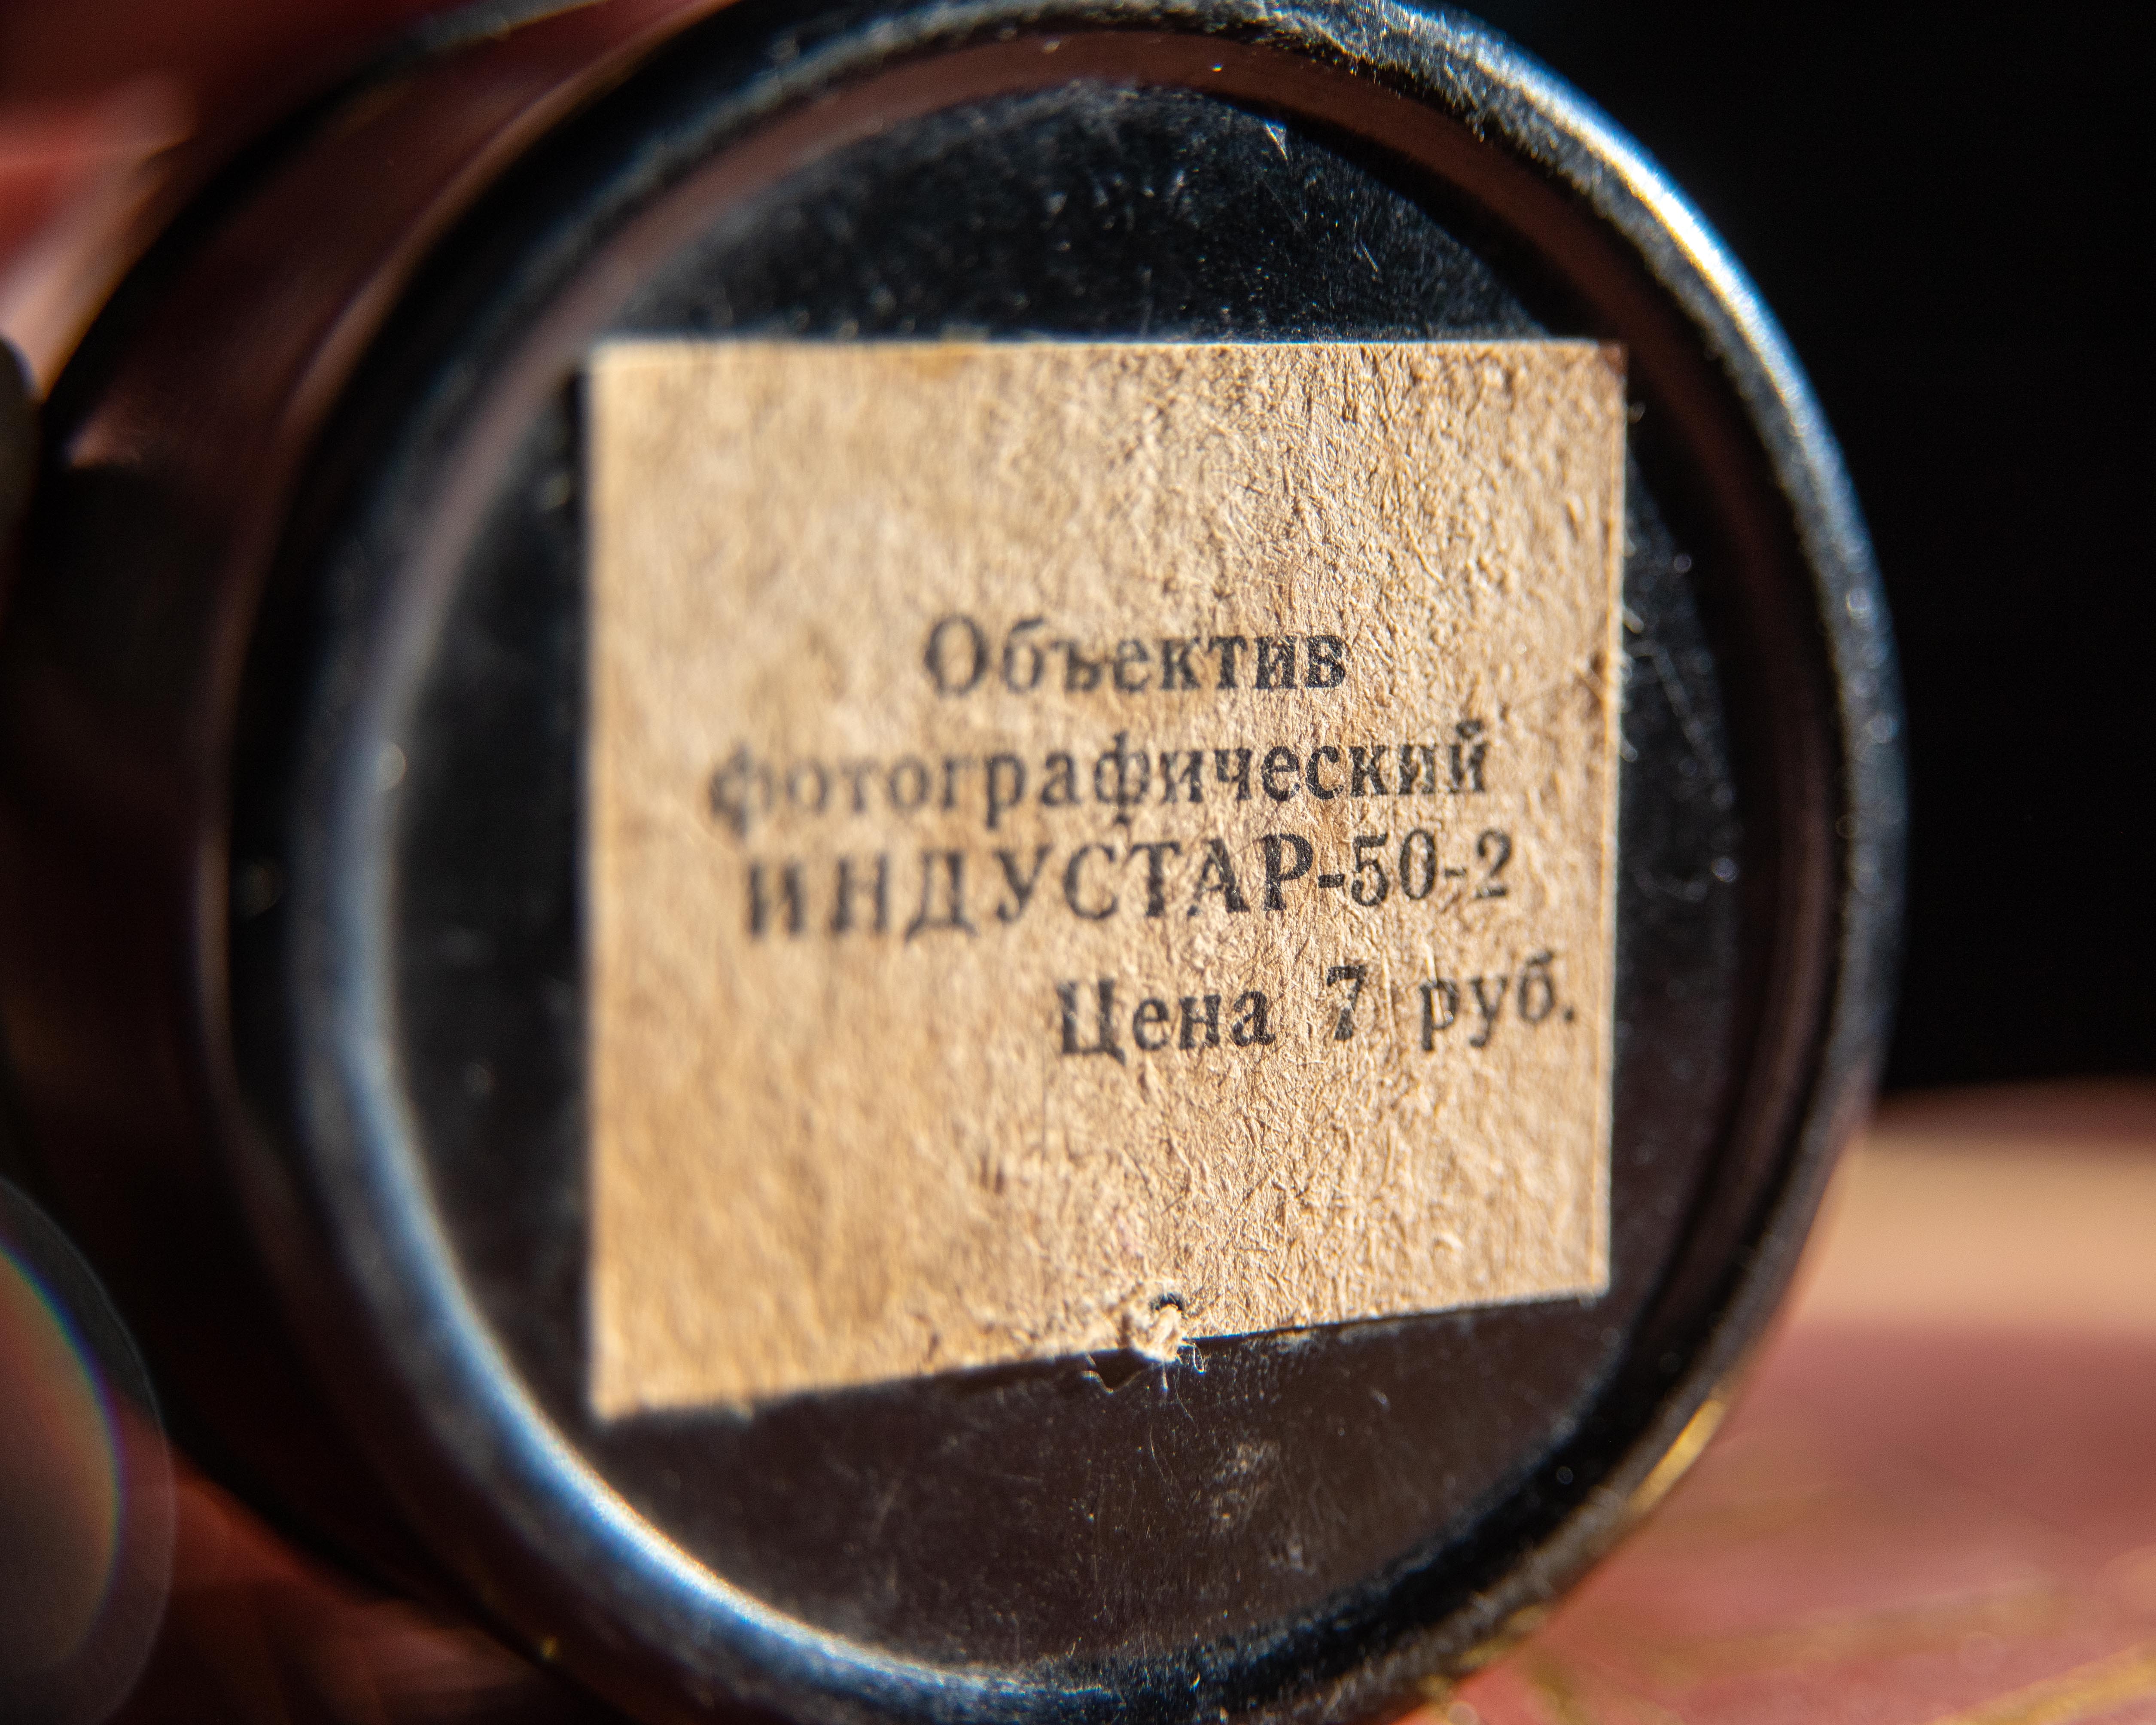 Объектив
фотографический
ИНДУСТАР-50-2
Цена 7 руб.